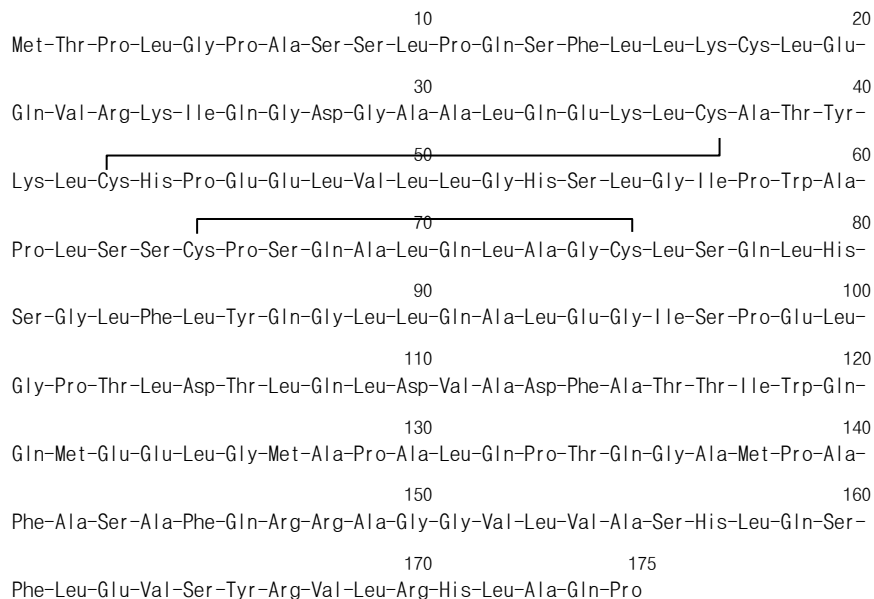 10 20
Met-Thr-Pro-Leu-Gly-Pro-Ala-Ser-Ser-Leu-Pro-Gln-Ser-Phe-Leu-Leu-Lys-Cys-Leu-Glu-
30 40
Gln-Val-Arg-Lys-Ile-Gln-Gly-Asp-Gly-Ala-Ala-Leu-Gln-Glu-Lys-Leu-Cys-Ala-Thr-Tyr-
50 60
Lys-Leu-Cys-His-Pro-Glu-Glu-Leu-Val-Leu-Leu-Gly-His-Ser-Leu-Gly-Ile-Pro-Trp-Ala-
70 80
Pro-Leu-Ser-Ser-Cys-Pro-Ser-Gln-Ala-Leu-Gln-Leu-Ala-Gly-Cys-Leu-Ser-Gln-Leu-His-
90 100
Ser-Gly-Leu-Phe-Leu-Tyr-Gln-Gly-Leu-Leu-Gln-Ala-Leu-Glu-Gly-Ile-Ser-Pro-Glu-Leu-
110 120
Gly-Pro-Thr-Leu-Asp-Thr-Leu-Gln-Leu-Asp-Val-Ala-Asp-Phe-Ala-Thr-Thr-Ile-Trp-Gln-
130 140
Gln-Met-Glu-Glu-Leu-Gly-Met-Ala-Pro-Ala-Leu-Gln-Pro-Thr-Gln-Gly-Ala-Met-Pro-Ala-
150 160
Phe-Ala-Ser-Ala-Phe-Gln-Arg-Arg-Ala-Gly-Gly-Val-Leu-Val-Ala-Ser-His-Leu-Gln-Ser-
170 175
Phe-Leu-Glu-Val-Ser-Tyr-Arg-Val-Leu-Arg-His-Leu-Ala-Gln-Pro